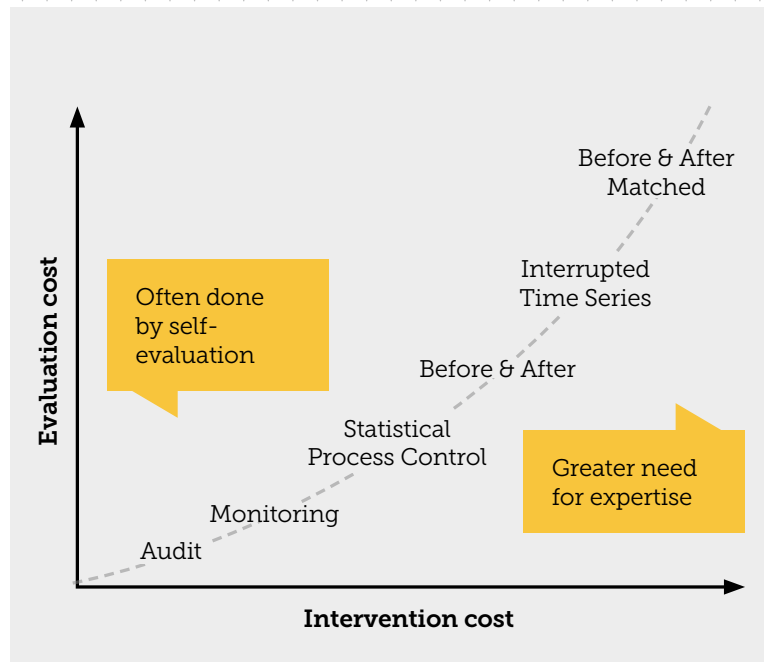 Before & After
Matched
Interrupted
Time Series
Often done
by self-
evaluation
Before & After
Statistical
Process Control
Greater need
for expertise
Monitoring
Audit
Evaluation cost
Intervention cost